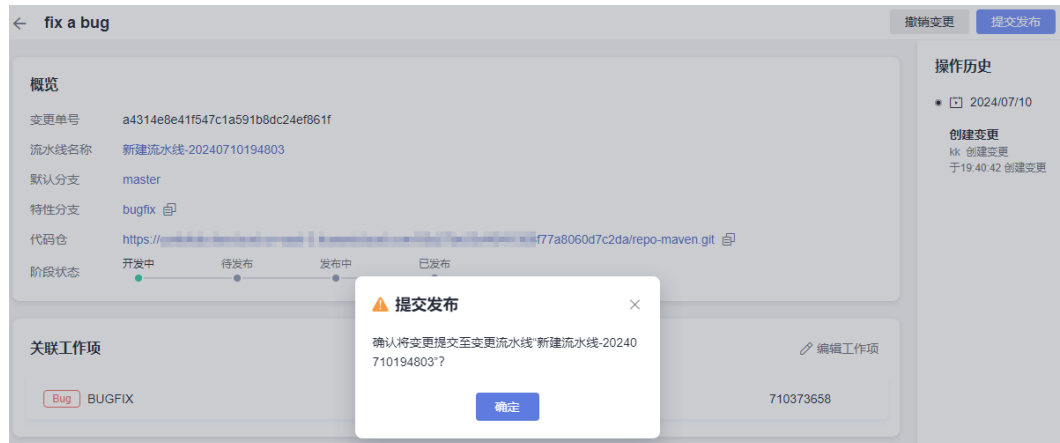 fix a bug
撤销变更
提交发布
概览
变更单号 a4314e8e41f547c1a591b8dc24ef861f
流水线名称 新建流水线-20240710194803
默认分支 master
特性分支 bugfix
代码仓 https:// f77a8060d7c2da/repo-maven.git
阶段状态 开发中 待发布 发布中 已发布
关联工作项
编辑工作项
Bug BUGFIX
710373658
提交发布
确认将变更提交至变更流水线“新建流水线-20240
710194803”?
确定
操作历史
2024/07/10
创建变更
kk 创建变更
于19:40:42 创建变更